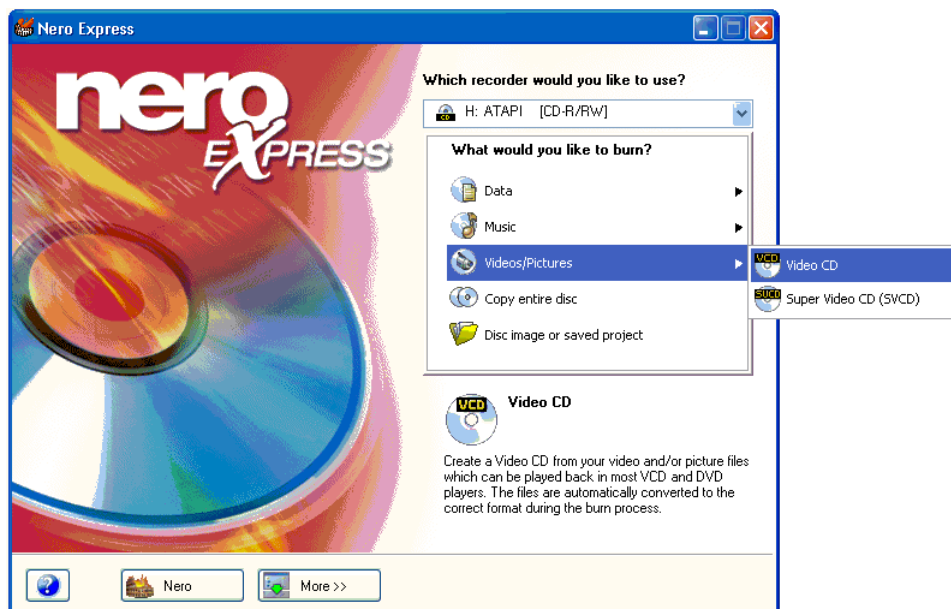 Nero Express
nero
EXPRESS
Which recorder would you like to use?
CD
H: ATAPI [CD-R/RW]
What would you like to burn?
Data
Music
Videos/Pictures
VCD
Video CD
Copy entire disc
SVCD
Super Video CD (SVCD)
Disc image or saved project
VCD
Video CD
Create a Video CD from your video and/or picture files
which can be played back in most VCD and DVD
players. The files are automatically converted to the
correct format during the burn process.
?
Nero
More >>